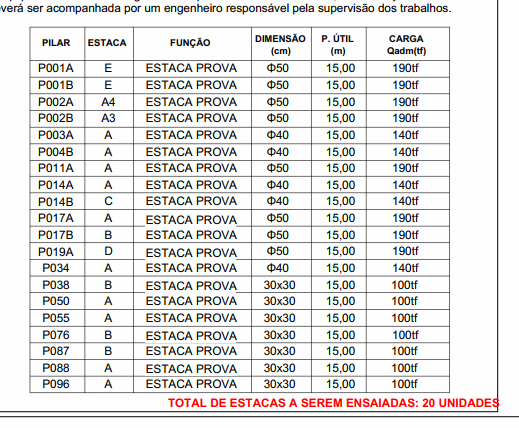 everá ser acompanhada por um engenheiro responsável pela supervisão dos trabalhos.
PILAR ESTACA FUNÇÃO DIMENSÃO (cm) P. ÚTIL (m) CARGA Qadm(tf)
P001A E ESTACA PROVA Φ50 15,00 190tf
P001B E ESTACA PROVA Φ50 15,00 190tf
P002A A4 ESTACA PROVA Φ50 15,00 190tf
P002B A3 ESTACA PROVA Φ50 15,00 190tf
P003A A ESTACA PROVA Φ40 15,00 140tf
P004B A ESTACA PROVA Φ40 15,00 140tf
P011A A ESTACA PROVA Φ50 15,00 190tf
P014A A ESTACA PROVA Φ40 15,00 140tf
P014B C ESTACA PROVA Φ40 15,00 140tf
P017A A ESTACA PROVA Φ50 15,00 190tf
P017B B ESTACA PROVA Φ50 15,00 190tf
P019A D ESTACA PROVA Φ50 15,00 190tf
P034 A ESTACA PROVA Φ40 15,00 140tf
P038 B ESTACA PROVA 30x30 15,00 100tf
P050 A ESTACA PROVA 30x30 15,00 100tf
P055 A ESTACA PROVA 30x30 15,00 100tf
P076 B ESTACA PROVA 30x30 15,00 100tf
P087 B ESTACA PROVA 30x30 15,00 100tf
P088 A ESTACA PROVA 30x30 15,00 100tf
P096 A ESTACA PROVA 30x30 15,00 100tf
TOTAL DE ESTACAS A SEREM ENSAIADAS: 20 UNIDADES